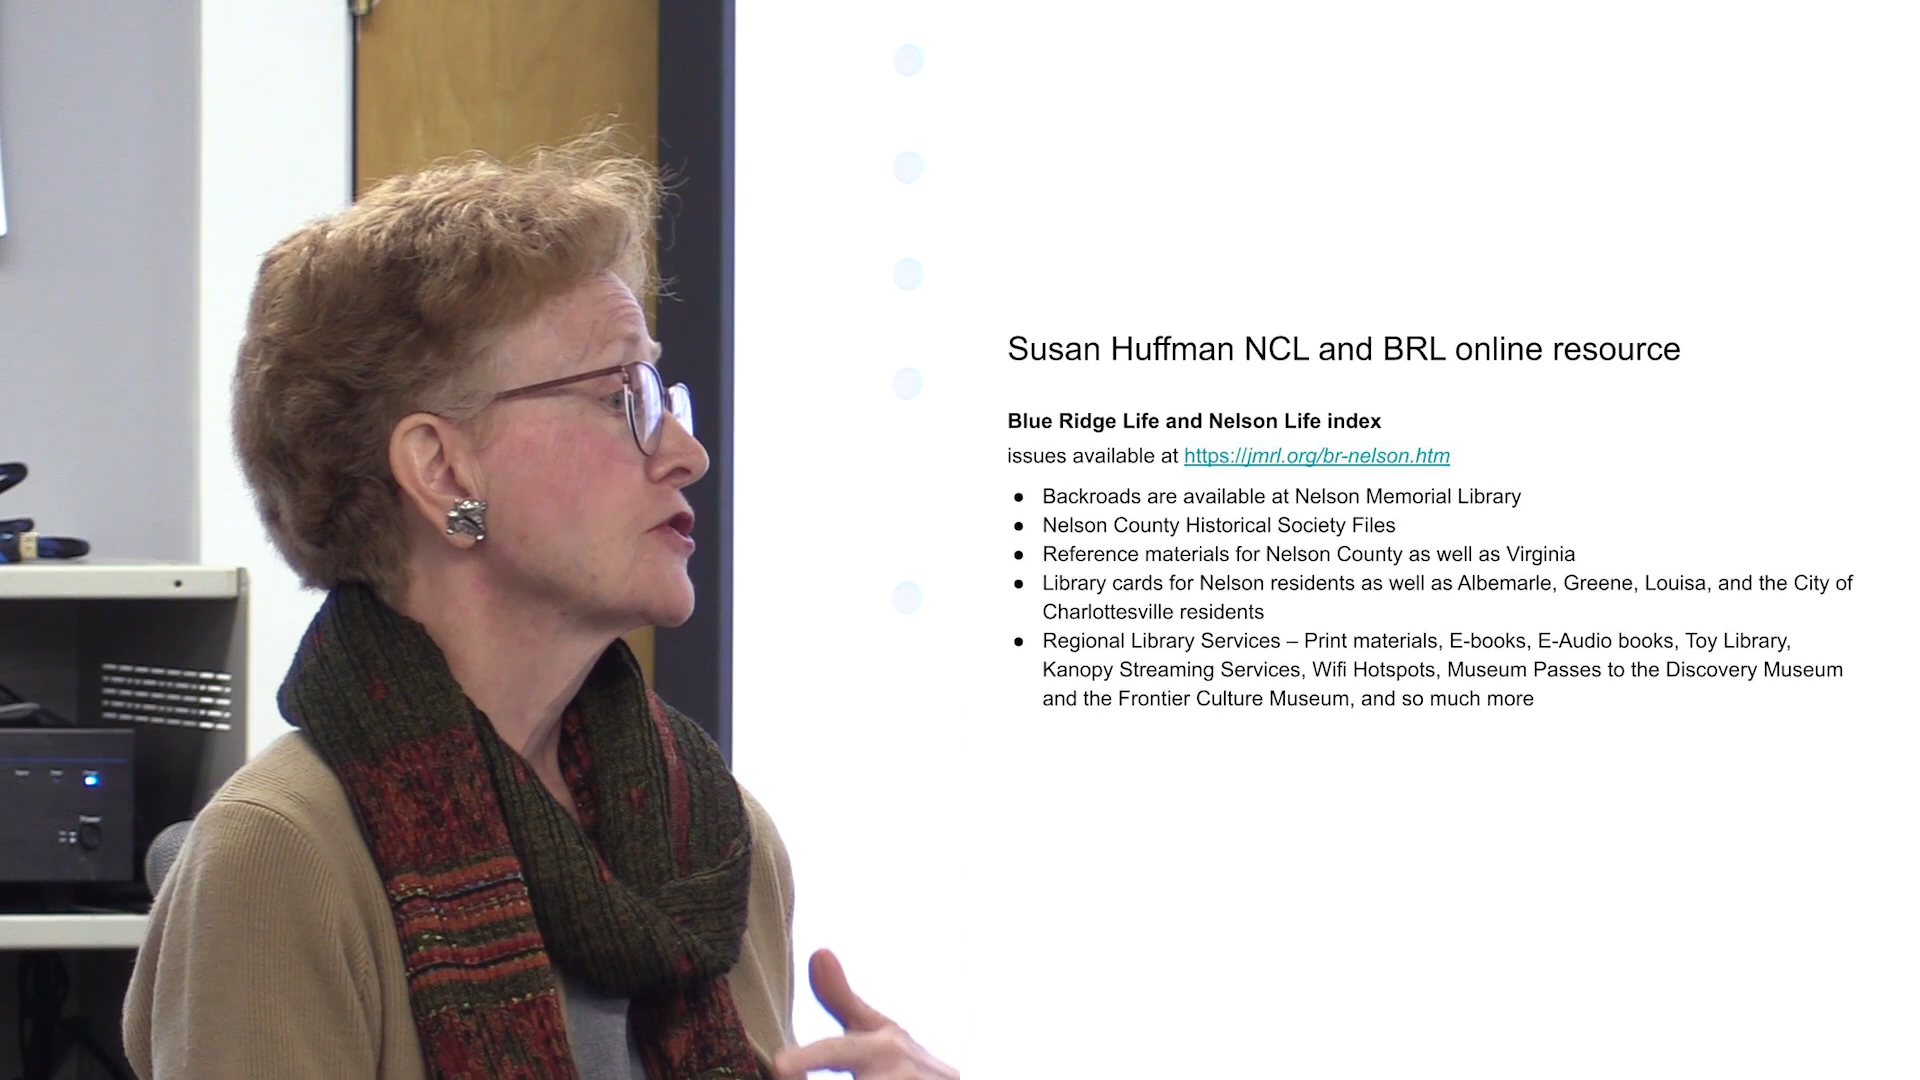 Susan Huffman NCL and BRL online resource
Blue Ridge Life and Nelson Life index
issues available at https://jmrl.org/br-nelson.htm
● Backroads are available at Nelson Memorial Library
● Nelson County Historical Society Files
● Reference materials for Nelson County as well as Virginia
● Library cards for Nelson residents as well as Albemarle, Greene, Louisa, and the City of
Charlottesville residents
● Regional Library Services – Print materials, E-books, E-Audio books, Toy Library,
Kanopy Streaming Services, Wifi Hotspots, Museum Passes to the Discovery Museum
and the Frontier Culture Museum, and so much more